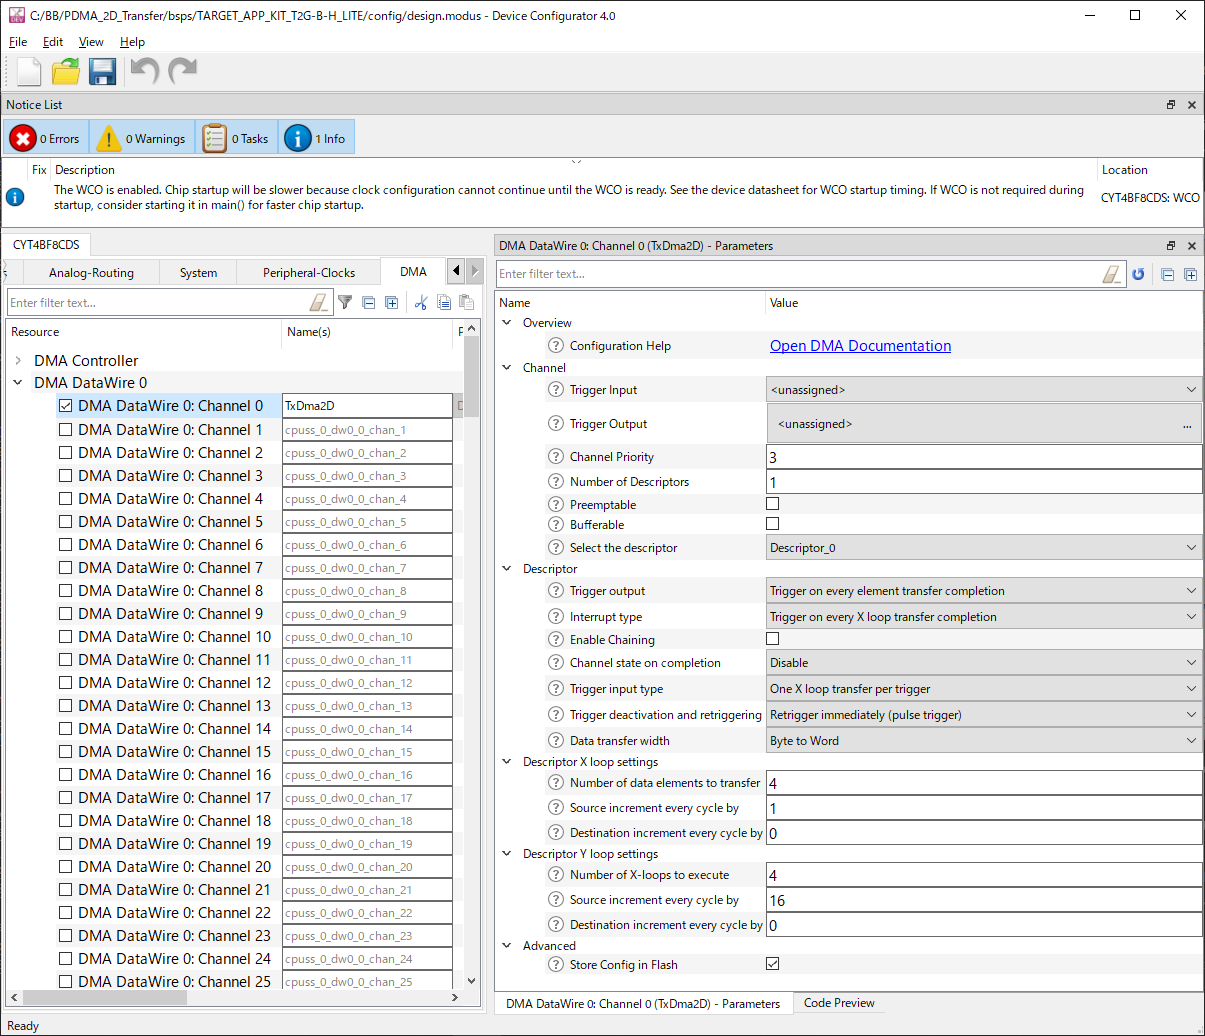 C:/BB/PDMA_2D_Transfer/bsps/TARGET_APP_KIT_T2G-B-H_LITE/config/design.modus - Device Configurator 4.0
File Edit View Help
Notice List
0 Errors 0 Warnings 0 Tasks 1 Info
Fix Description Location
The WCO is enabled. Chip startup will be slower because clock configuration cannot continue until the WCO is ready. See the device datasheet for WCO startup timing. If WCO is not required during
startup, consider starting it in main() for faster chip startup.
CYT4BF8CDS: WCO
CYT4BF8CDS
Analog-Routing System Peripheral-Clocks DMA
Enter filter text...
Resource Name(s)
DMA Controller
DMA DataWire 0
DMA DataWire 0: Channel 0 TxDma2D
DMA DataWire 0: Channel 1 cpuss_0_dw0_0_chan_1
DMA DataWire 0: Channel 2 cpuss_0_dw0_0_chan_2
DMA DataWire 0: Channel 3 cpuss_0_dw0_0_chan_3
DMA DataWire 0: Channel 4 cpuss_0_dw0_0_chan_4
DMA DataWire 0: Channel 5 cpuss_0_dw0_0_chan_5
DMA DataWire 0: Channel 6 cpuss_0_dw0_0_chan_6
DMA DataWire 0: Channel 7 cpuss_0_dw0_0_chan_7
DMA DataWire 0: Channel 8 cpuss_0_dw0_0_chan_8
DMA DataWire 0: Channel 9 cpuss_0_dw0_0_chan_9
DMA DataWire 0: Channel 10 cpuss_0_dw0_0_chan_10
DMA DataWire 0: Channel 11 cpuss_0_dw0_0_chan_11
DMA DataWire 0: Channel 12 cpuss_0_dw0_0_chan_12
DMA DataWire 0: Channel 13 cpuss_0_dw0_0_chan_13
DMA DataWire 0: Channel 14 cpuss_0_dw0_0_chan_14
DMA DataWire 0: Channel 15 cpuss_0_dw0_0_chan_15
DMA DataWire 0: Channel 16 cpuss_0_dw0_0_chan_16
DMA DataWire 0: Channel 17 cpuss_0_dw0_0_chan_17
DMA DataWire 0: Channel 18 cpuss_0_dw0_0_chan_18
DMA DataWire 0: Channel 19 cpuss_0_dw0_0_chan_19
DMA DataWire 0: Channel 20 cpuss_0_dw0_0_chan_20
DMA DataWire 0: Channel 21 cpuss_0_dw0_0_chan_21
DMA DataWire 0: Channel 22 cpuss_0_dw0_0_chan_22
DMA DataWire 0: Channel 23 cpuss_0_dw0_0_chan_23
DMA DataWire 0: Channel 24 cpuss_0_dw0_0_chan_24
DMA DataWire 0: Channel 25 cpuss_0_dw0_0_chan_25
DMA DataWire 0: Channel 0 (TxDma2D) - Parameters
Enter filter text...
Name Value
Overview
Configuration Help Open DMA Documentation
Channel
Trigger Input <unassigned>
Trigger Output <unassigned> ...
Channel Priority 3
Number of Descriptors 1
Preemptable
Bufferable
Select the descriptor Descriptor_0
Descriptor
Trigger output Trigger on every element transfer completion
Interrupt type Trigger on every X loop transfer completion
Enable Chaining
Channel state on completion Disable
Trigger input type One X loop transfer per trigger
Trigger deactivation and retriggering Retrigger immediately (pulse trigger)
Data transfer width Byte to Word
Descriptor X loop settings
Number of data elements to transfer 4
Source increment every cycle by 1
Destination increment every cycle by 0
Descriptor Y loop settings
Number of X-loops to execute 4
Source increment every cycle by 16
Destination increment every cycle by 0
Advanced
Store Config in Flash
DMA DataWire 0: Channel 0 (TxDma2D) - Parameters Code Preview
Ready